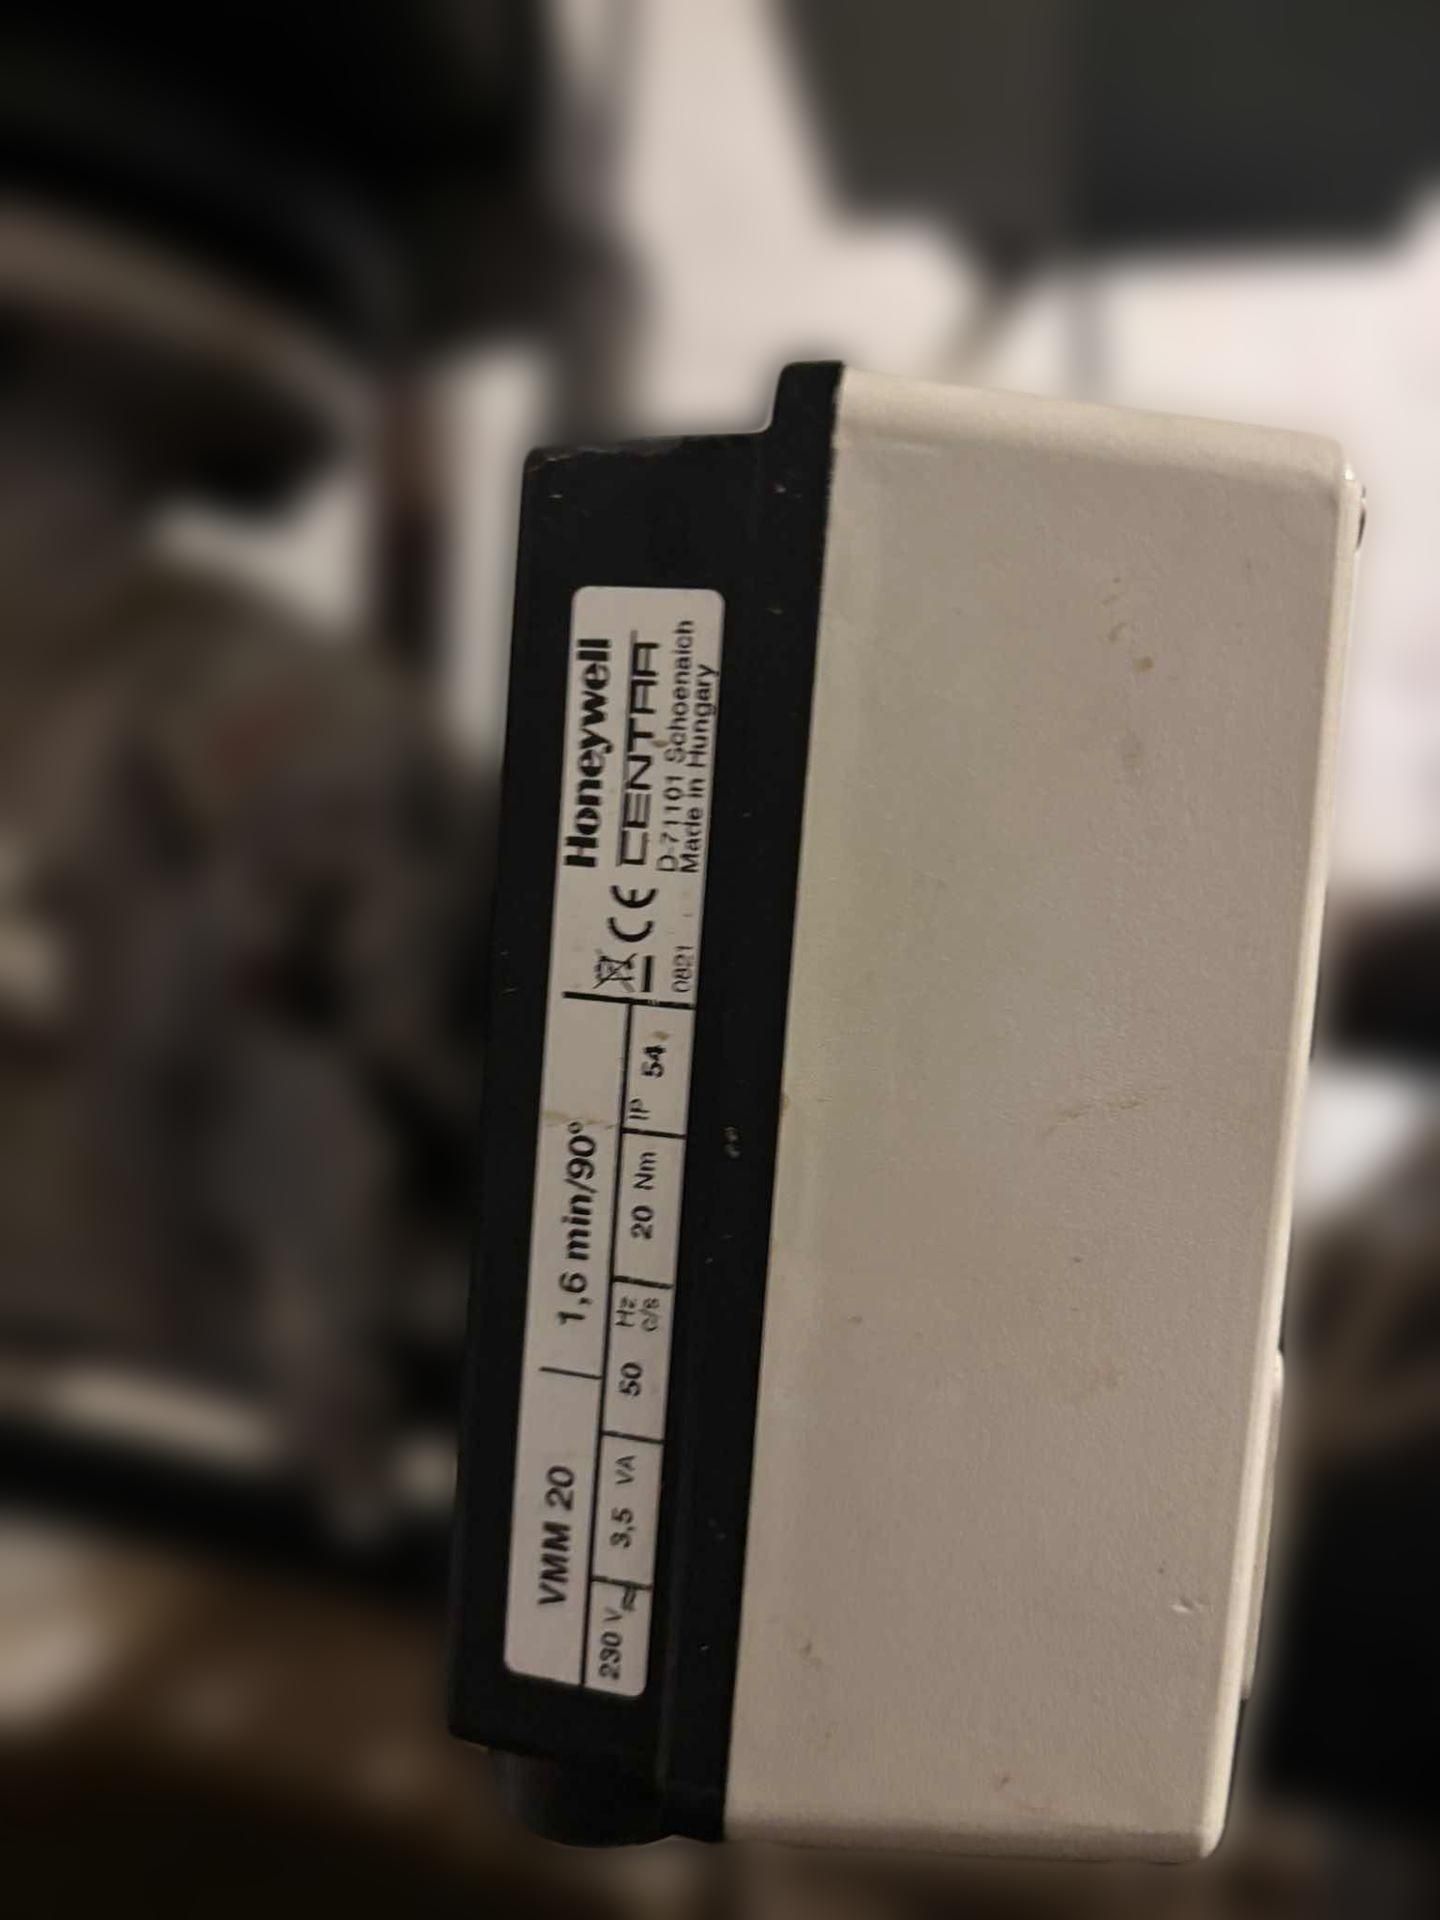 Honeywell
CENTRA
D-71101 Schoenaich
Made in Hungary
CE
0821
VMM 20 1,6 min/90°
230 V≂ 3,5 VA 50 Hz c/s 20 Nm IP 54